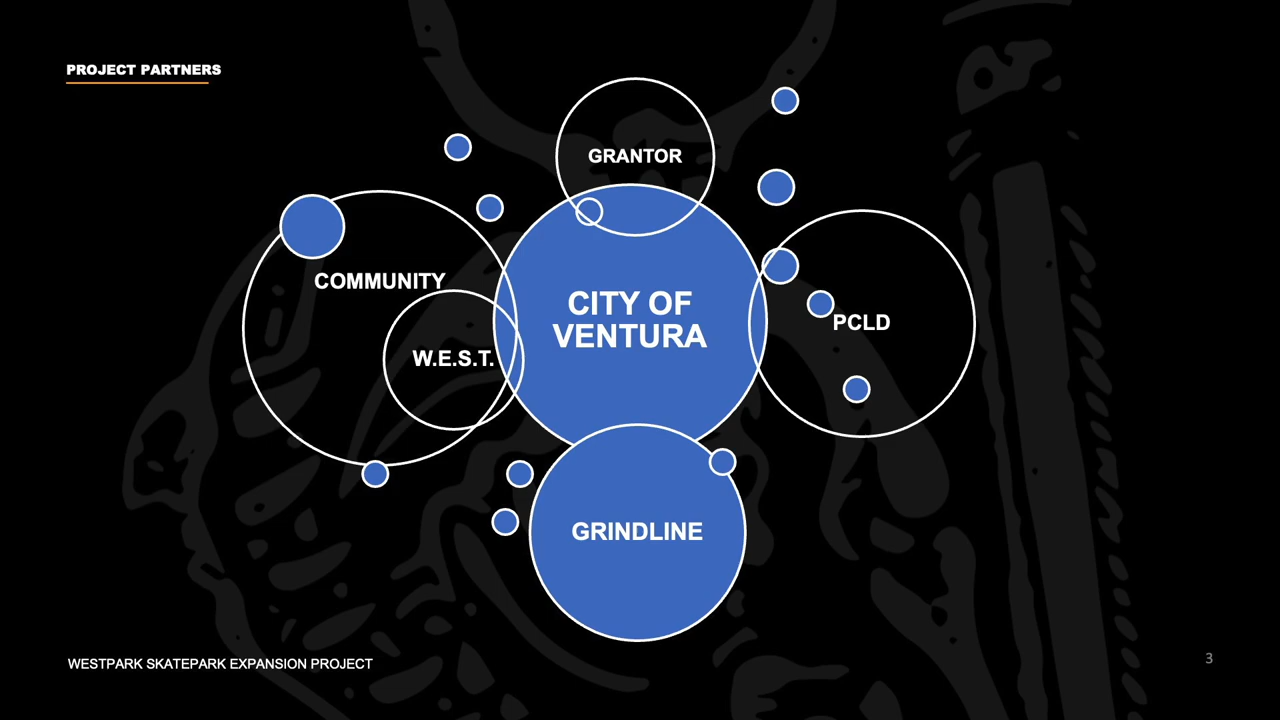 PROJECT PARTNERS
GRANTOR
COMMUNITY
CITY OF
VENTURA
PCLD
W.E.S.T.
GRINDLINE
WESTPARK SKATEPARK EXPANSION PROJECT
3